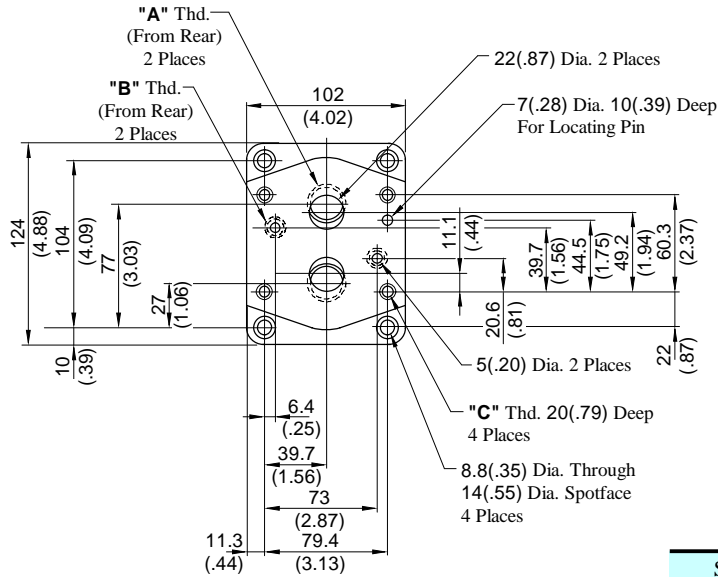 "A" Thd.
(From Rear)
2 Places
"B" Thd.
(From Rear)
2 Places
22(.87) Dia. 2 Places
7(.28) Dia. 10(.39) Deep
For Locating Pin
102
(4.02)
124
(4.88)
104
(4.09)
77
(3.03)
27
(1.06)
10
(.39)
11.1
(.44)
39.7
(1.56)
44.5
(1.75)
49.2
(1.94)
60.3
(2.37)
20.6
(.81)
22
(.87)
5(.20) Dia. 2 Places
"C" Thd. 20(.79) Deep
4 Places
8.8(.35) Dia. Through
14(.55) Dia. Spotface
4 Places
6.4
(.25)
39.7
(1.56)
73
(2.87)
11.3
(.44)
79.4
(3.13)
S